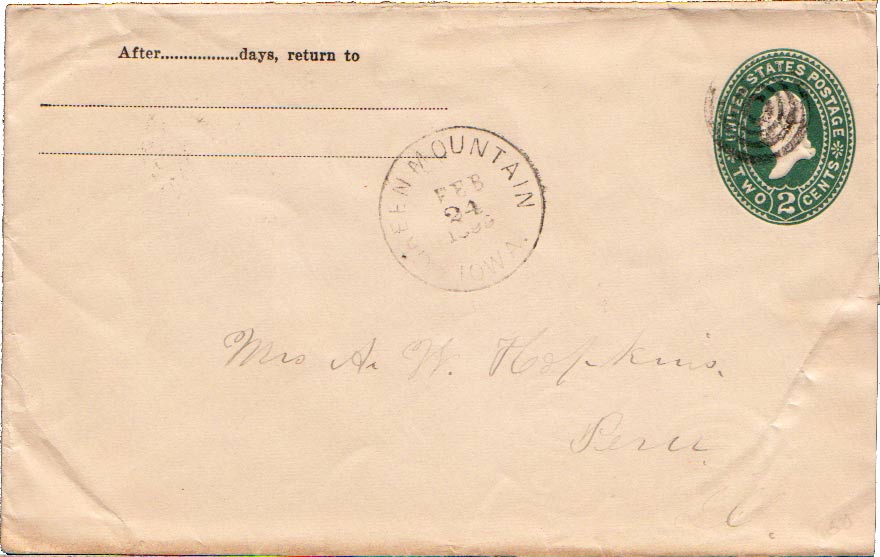 After.................days, return to
UNITED STATES POSTAGE
TWO 2 CENTS
GREEN MOUNTAIN
FEB
24
IOWA.
Mrs A. W. Hopkins.
Peru